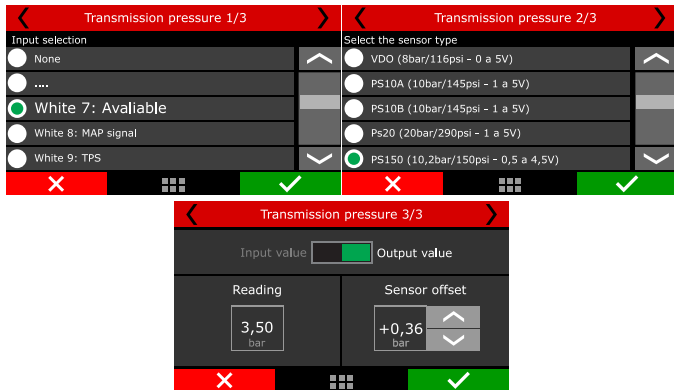 Transmission pressure 1/3
Input selection
None
....
White 7: Avaliable
White 8: MAP signal
White 9: TPS
Transmission pressure 2/3
Select the sensor type
VDO (8bar/116psi - 0 a 5V)
PS10A (10bar/145psi - 1 a 5V)
PS10B (10bar/145psi - 1 a 5V)
Ps20 (20bar/290psi - 1 a 5V)
PS150 (10,2bar/150psi - 0,5 a 4,5V)
Transmission pressure 3/3
Input value Output value
Reading Sensor offset
3,50 +0,36
bar bar